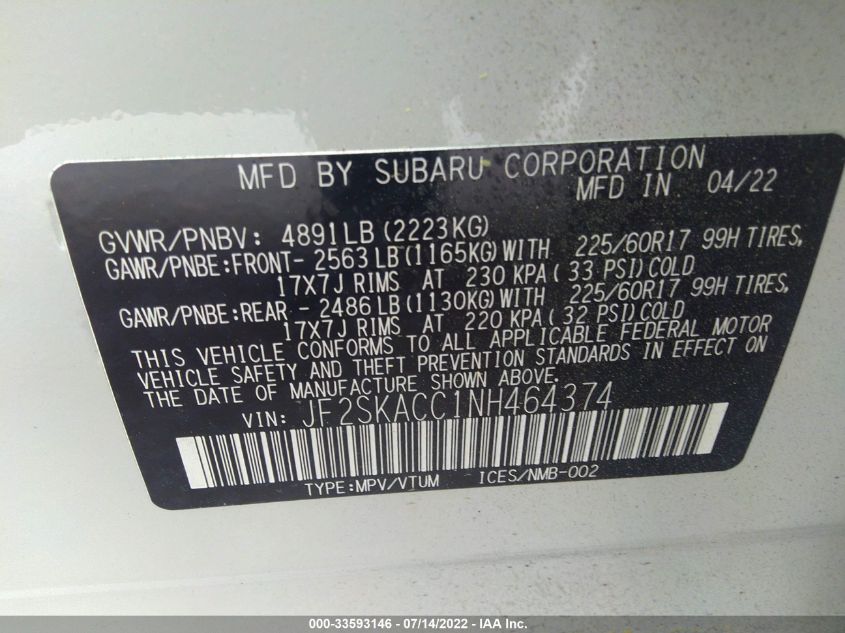 MFD BY SUBARU CORPORATION
MFD IN 04/22
GVWR/PNBV: 4891LB(2223KG)
GAWR/PNBE:FRONT- 2563LB(1165KG)WITH 225/60R17 99H TIRES,
17X7J RIMS AT 230 KPA(33 PSI)COLD
GAWR/PNBE:REAR - 2486LB(1130KG)WITH 225/60R17 99H TIRES,
17X7J RIMS AT 220 KPA(32 PSI)COLD
THIS VEHICLE CONFORMS TO ALL APPLICABLE FEDERAL MOTOR
VEHICLE SAFETY AND THEFT PREVENTION STANDARDS IN EFFECT ON
THE DATE OF MANUFACTURE SHOWN ABOVE.
VIN: JF2SKACC1NH464374
TYPE:MPV/VTUM ICES/NMB-002
000-33593146 - 07/14/2022 - IAA Inc.